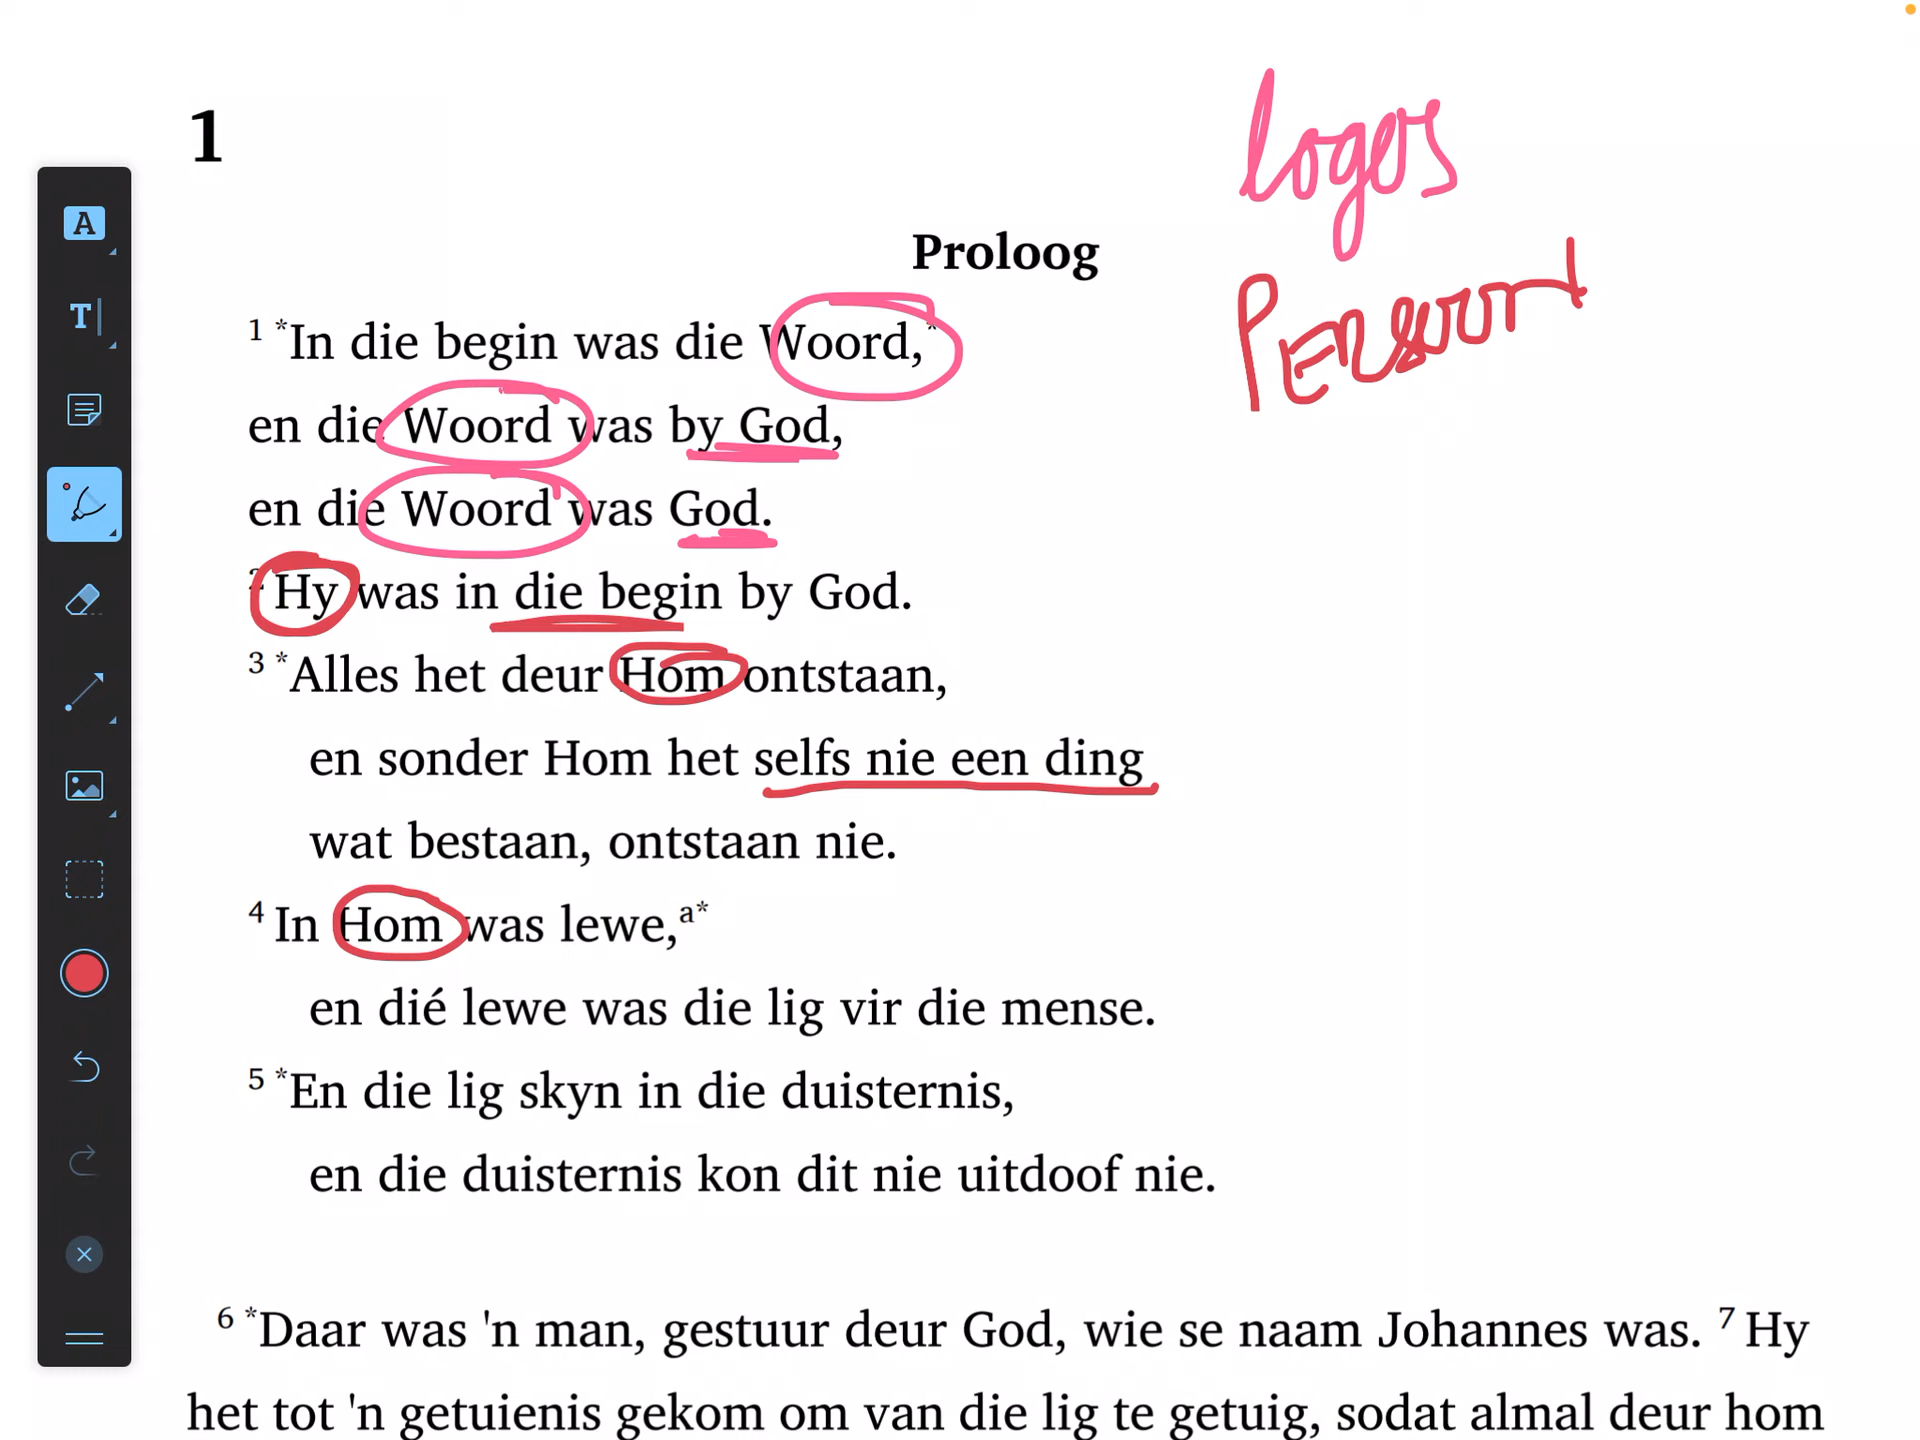 1
logos
Proloog
PERSOON
1 *In die begin was die Woord,*
en die Woord was by God,
en die Woord was God.
2 Hy was in die begin by God.
3 *Alles het deur Hom ontstaan,
en sonder Hom het selfs nie een ding
wat bestaan, ontstaan nie.
4 In Hom was lewe,a*
en dié lewe was die lig vir die mense.
5 *En die lig skyn in die duisternis,
en die duisternis kon dit nie uitdoof nie.
6 *Daar was 'n man, gestuur deur God, wie se naam Johannes was. 7 Hy
het tot 'n getuienis gekom om van die lig te getuig, sodat almal deur hom